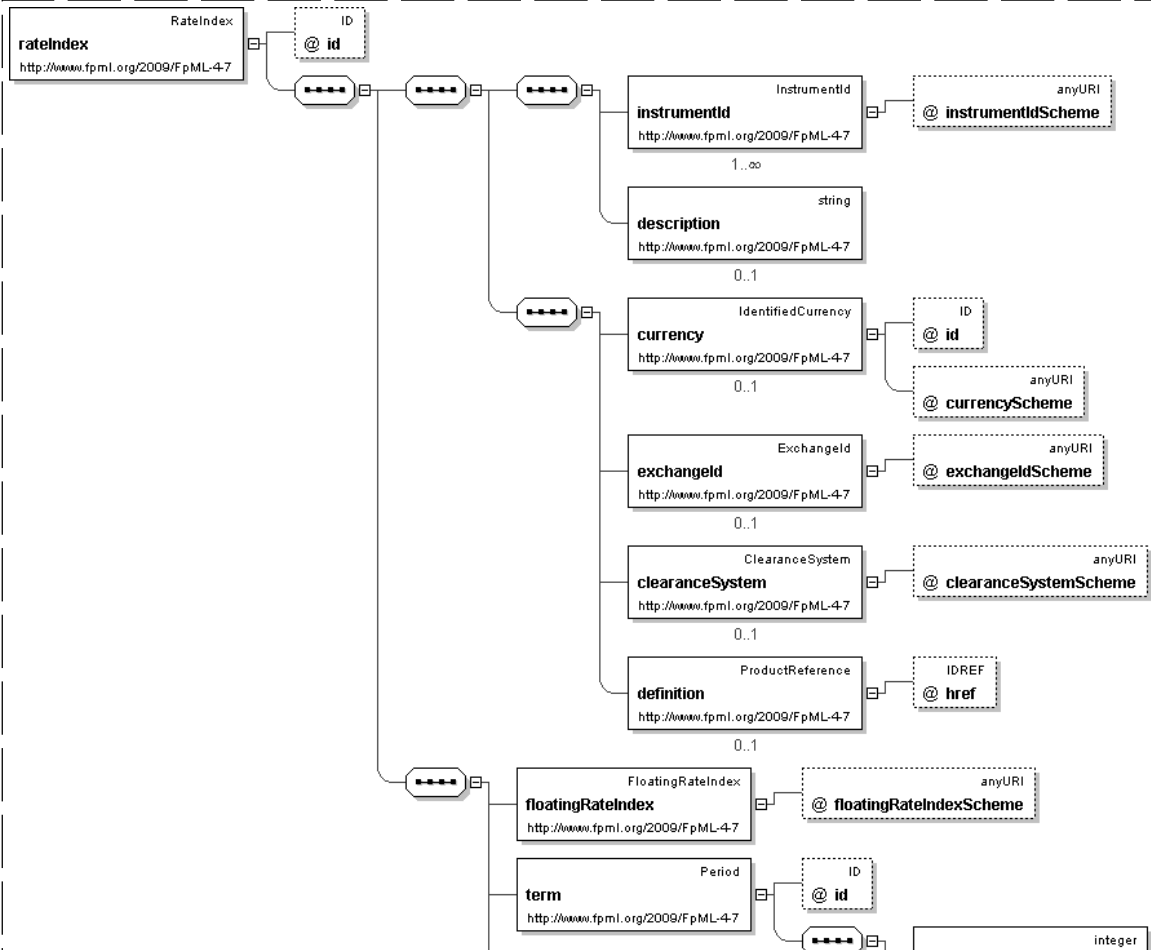 RateIndex
rateIndex
http://www.fpml.org/2009/FpML-4-7
ID
@ id
InstrumentId
instrumentId
http://www.fpml.org/2009/FpML-4-7
1..∞
anyURI
@ instrumentIdScheme
string
description
http://www.fpml.org/2009/FpML-4-7
0..1
IdentifiedCurrency
currency
http://www.fpml.org/2009/FpML-4-7
0..1
ID
@ id
anyURI
@ currencyScheme
ExchangeId
exchangeId
http://www.fpml.org/2009/FpML-4-7
0..1
anyURI
@ exchangeIdScheme
ClearanceSystem
clearanceSystem
http://www.fpml.org/2009/FpML-4-7
0..1
anyURI
@ clearanceSystemScheme
ProductReference
definition
http://www.fpml.org/2009/FpML-4-7
0..1
IDREF
@ href
FloatingRateIndex
floatingRateIndex
http://www.fpml.org/2009/FpML-4-7
anyURI
@ floatingRateIndexScheme
Period
term
http://www.fpml.org/2009/FpML-4-7
ID
@ id
integer